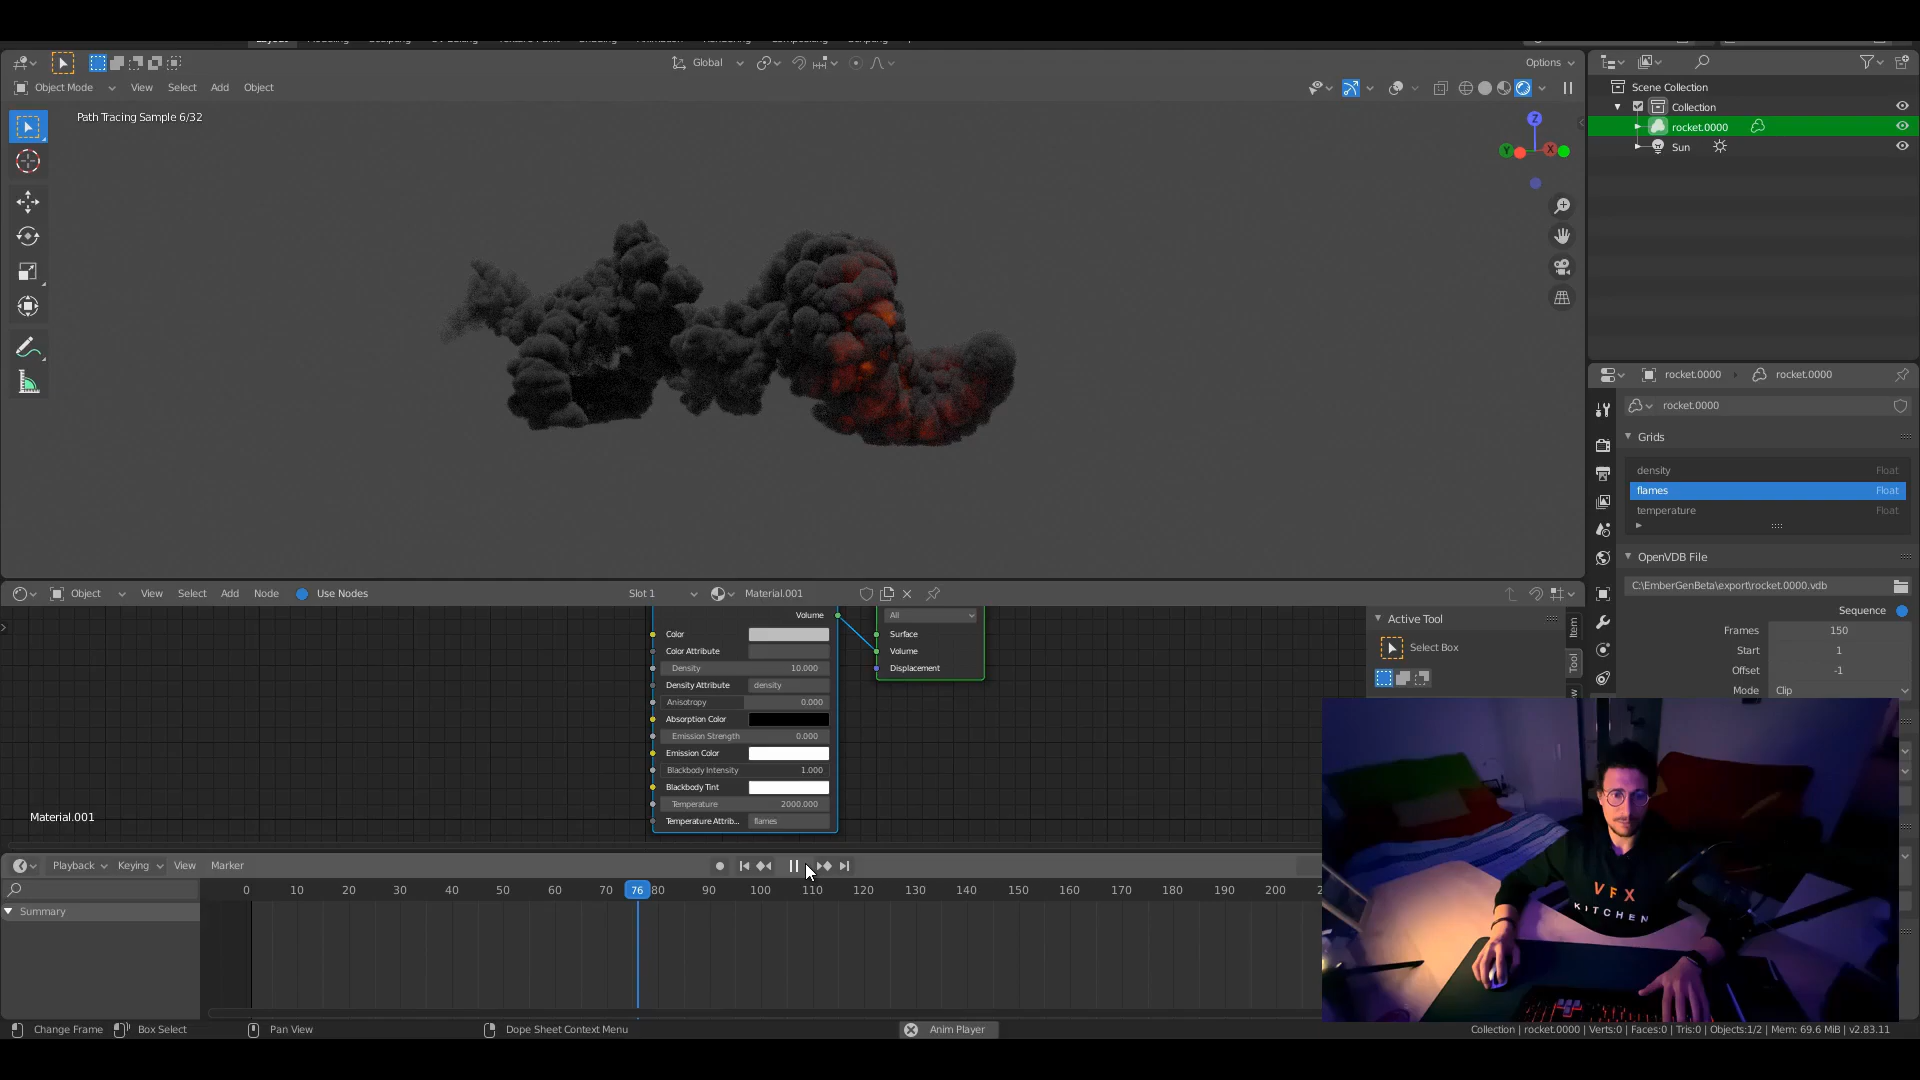 Global
Options
Object Mode
View
Select
Add
Object
Path Tracing Sample 6/32
Z
Y
X
Scene Collection
Collection
rocket.0000
Sun
rocket.0000
rocket.0000
rocket.0000
Grids
density Float
flames Float
temperature Float
OpenVDB File
C:\EmberGenBeta\export\rocket.0000.vdb
Sequence
Frames 150
Start 1
Offset -1
Mode Clip
Object
View
Select
Add
Node
Use Nodes
Slot 1
Material.001
Volume
Color
Color Attribute
Density 10.000
Density Attribute density
Anisotropy 0.000
Absorption Color
Emission Strength 0.000
Emission Color
Blackbody Intensity 1.000
Blackbody Tint
Temperature 2000.000
Temperature Attrib... flames
All
Surface
Volume
Displacement
Active Tool
Select Box
Item
Tool
Material.001
Playback
Keying
View
Marker
0 10 20 30 40 50 60 70 76 80 90 100 110 120 130 140 150 160 170 180 190 200
Summary
VFX
KITCHEN
Change Frame
Box Select
Pan View
Dope Sheet Context Menu
Anim Player
Collection | rocket.0000 | Verts:0 | Faces:0 | Tris:0 | Objects:1/2 | Mem: 69.6 MiB | v2.83.11